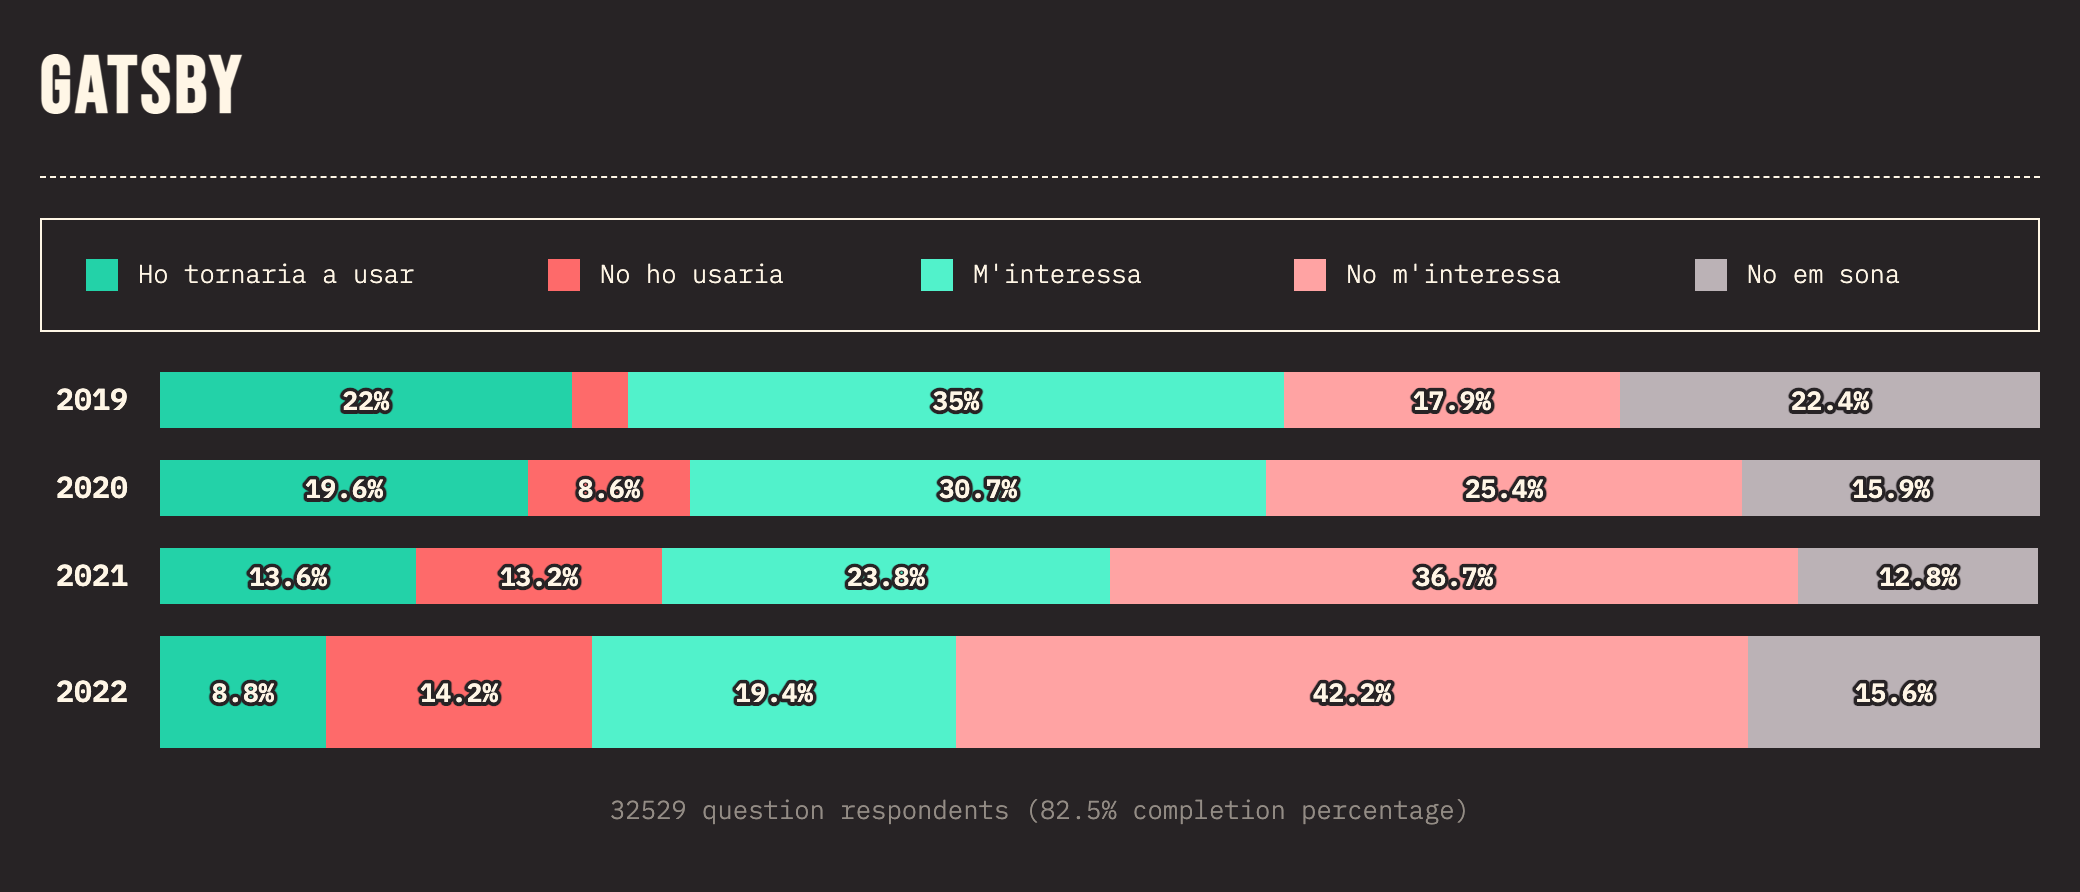 GATSBY
Ho tornaria a usar No ho usaria M'interessa No m'interessa No em sona
2019 22% 35% 17.9% 22.4%
2020 19.6% 8.6% 30.7% 25.4% 15.9%
2021 13.6% 13.2% 23.8% 36.7% 12.8%
2022 8.8% 14.2% 19.4% 42.2% 15.6%
32529 question respondents (82.5% completion percentage)